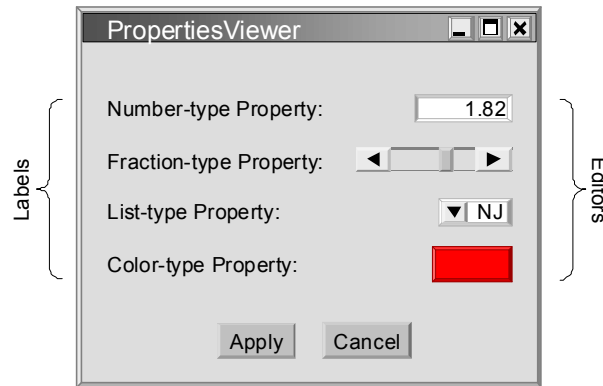 PropertiesViewer
Number-type Property:
1.82
Fraction-type Property:
List-type Property:
NJ
Color-type Property:
Apply
Cancel
Labels
Editors